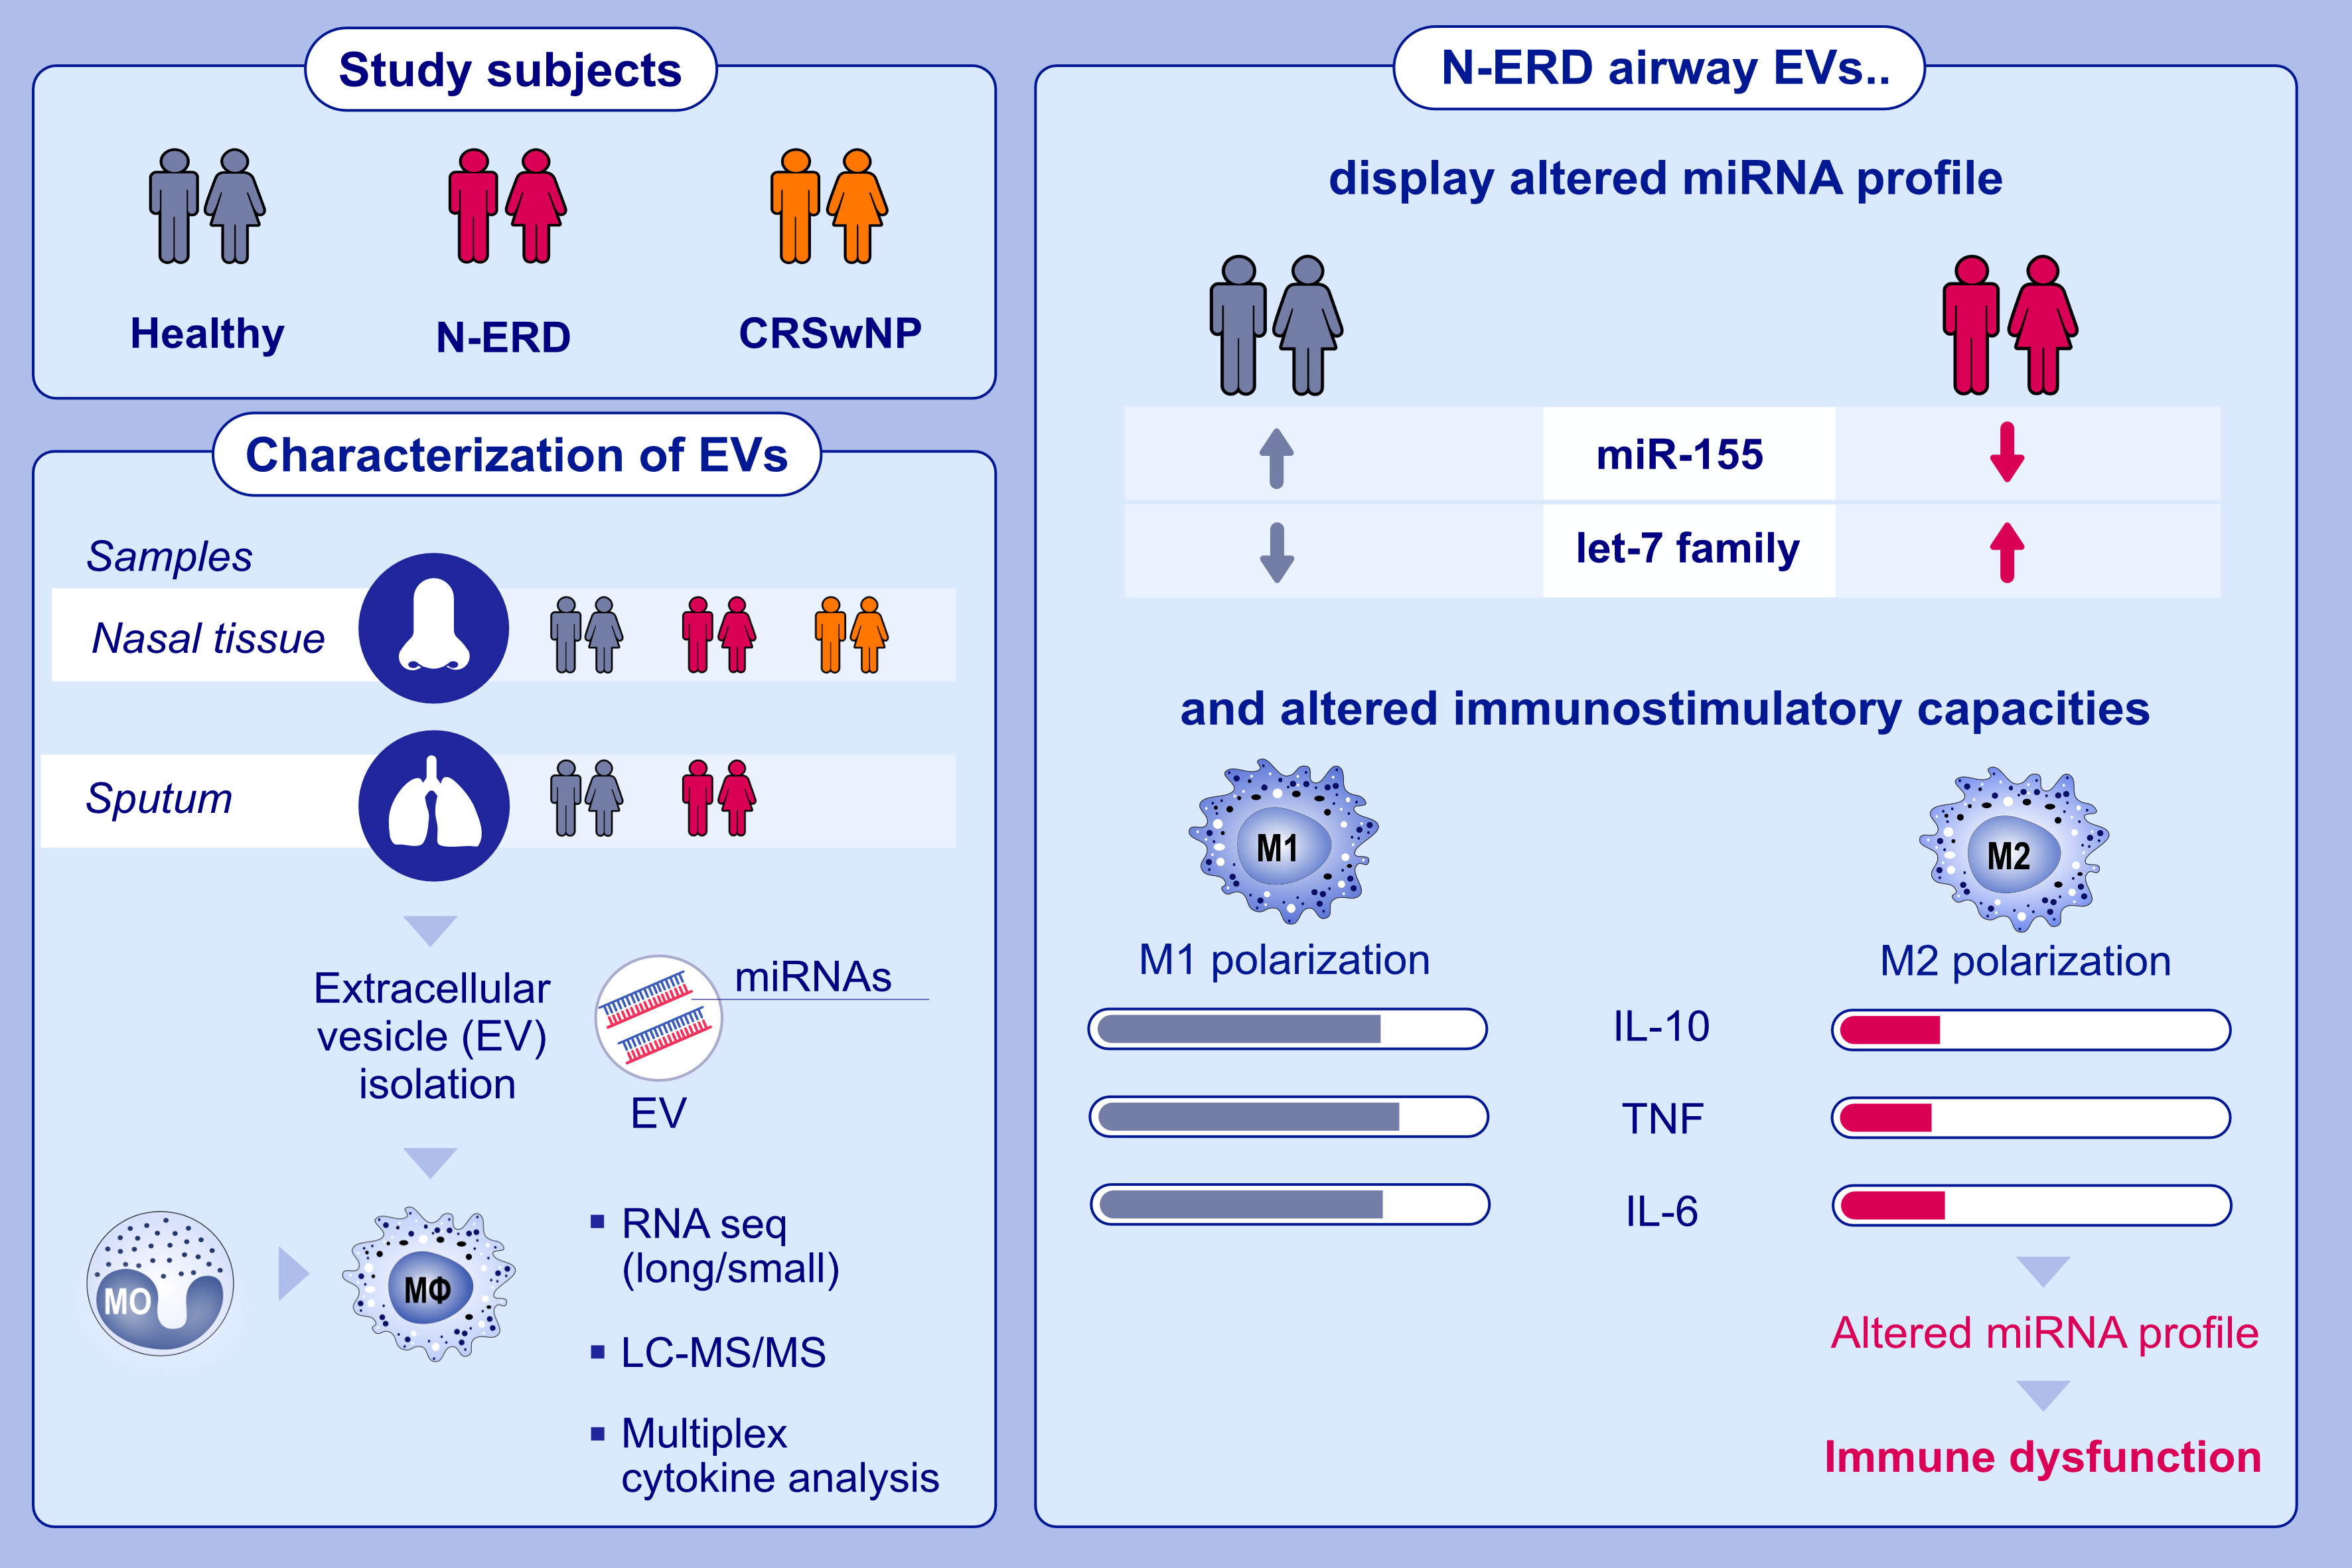 Study subjects
Healthy
N-ERD
CRSwNP
Characterization of EVs
Samples
Nasal tissue
Sputum
Extracellular
vesicle (EV)
isolation
miRNAs
EV
MO
MΦ
RNA seq
(long/small)
LC-MS/MS
Multiplex
cytokine analysis
N-ERD airway EVs..
display altered miRNA profile
miR-155
let-7 family
and altered immunostimulatory capacities
M1
M2
M1 polarization
M2 polarization
IL-10
TNF
IL-6
Altered miRNA profile
Immune dysfunction